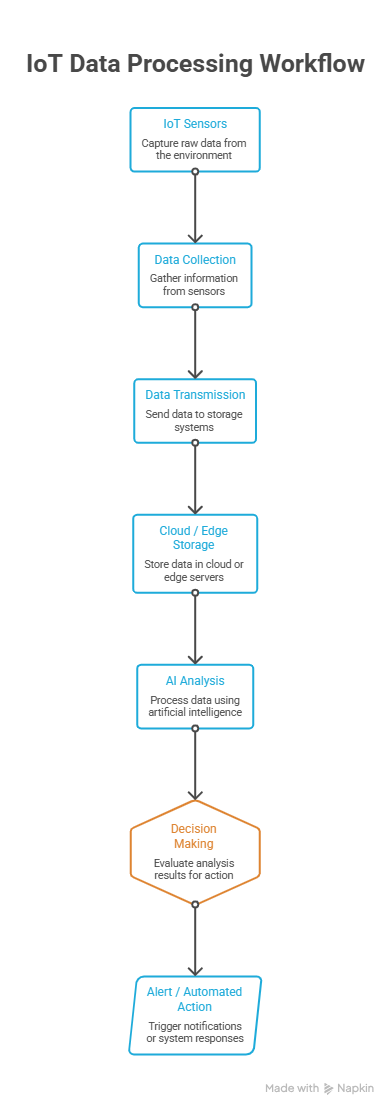 IoT Data Processing Workflow
IoT Sensors
Capture raw data from
the environment
Data Collection
Gather information
from sensors
Data Transmission
Send data to storage
systems
Cloud / Edge
Storage
Store data in cloud or
edge servers
AI Analysis
Process data using
artificial intelligence
Decision
Making
Evaluate analysis
results for action
Alert / Automated
Action
Trigger notifications
or system responses
Made with Napkin